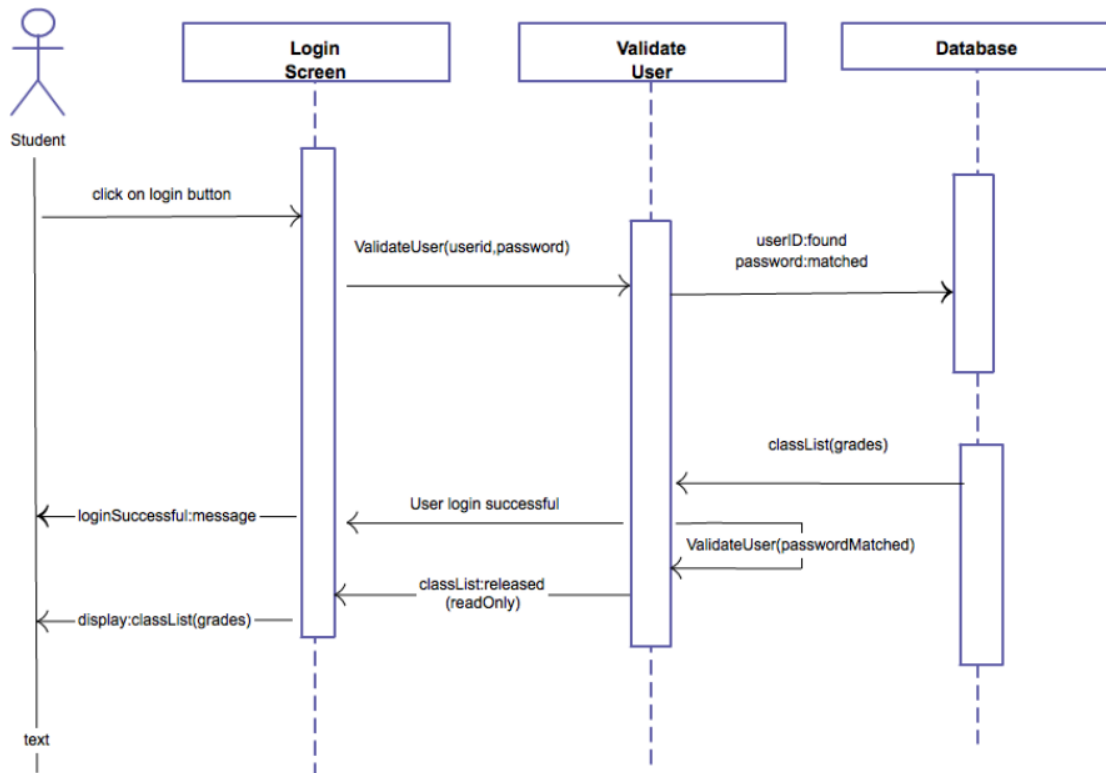 Login
Screen
Validate
User
Database
Student
click on login button
ValidateUser(userid,password)
userID:found
password:matched
classList(grades)
User login successful
loginSuccessful:message
ValidateUser(passwordMatched)
classList:released
(readOnly)
display:classList(grades)
text